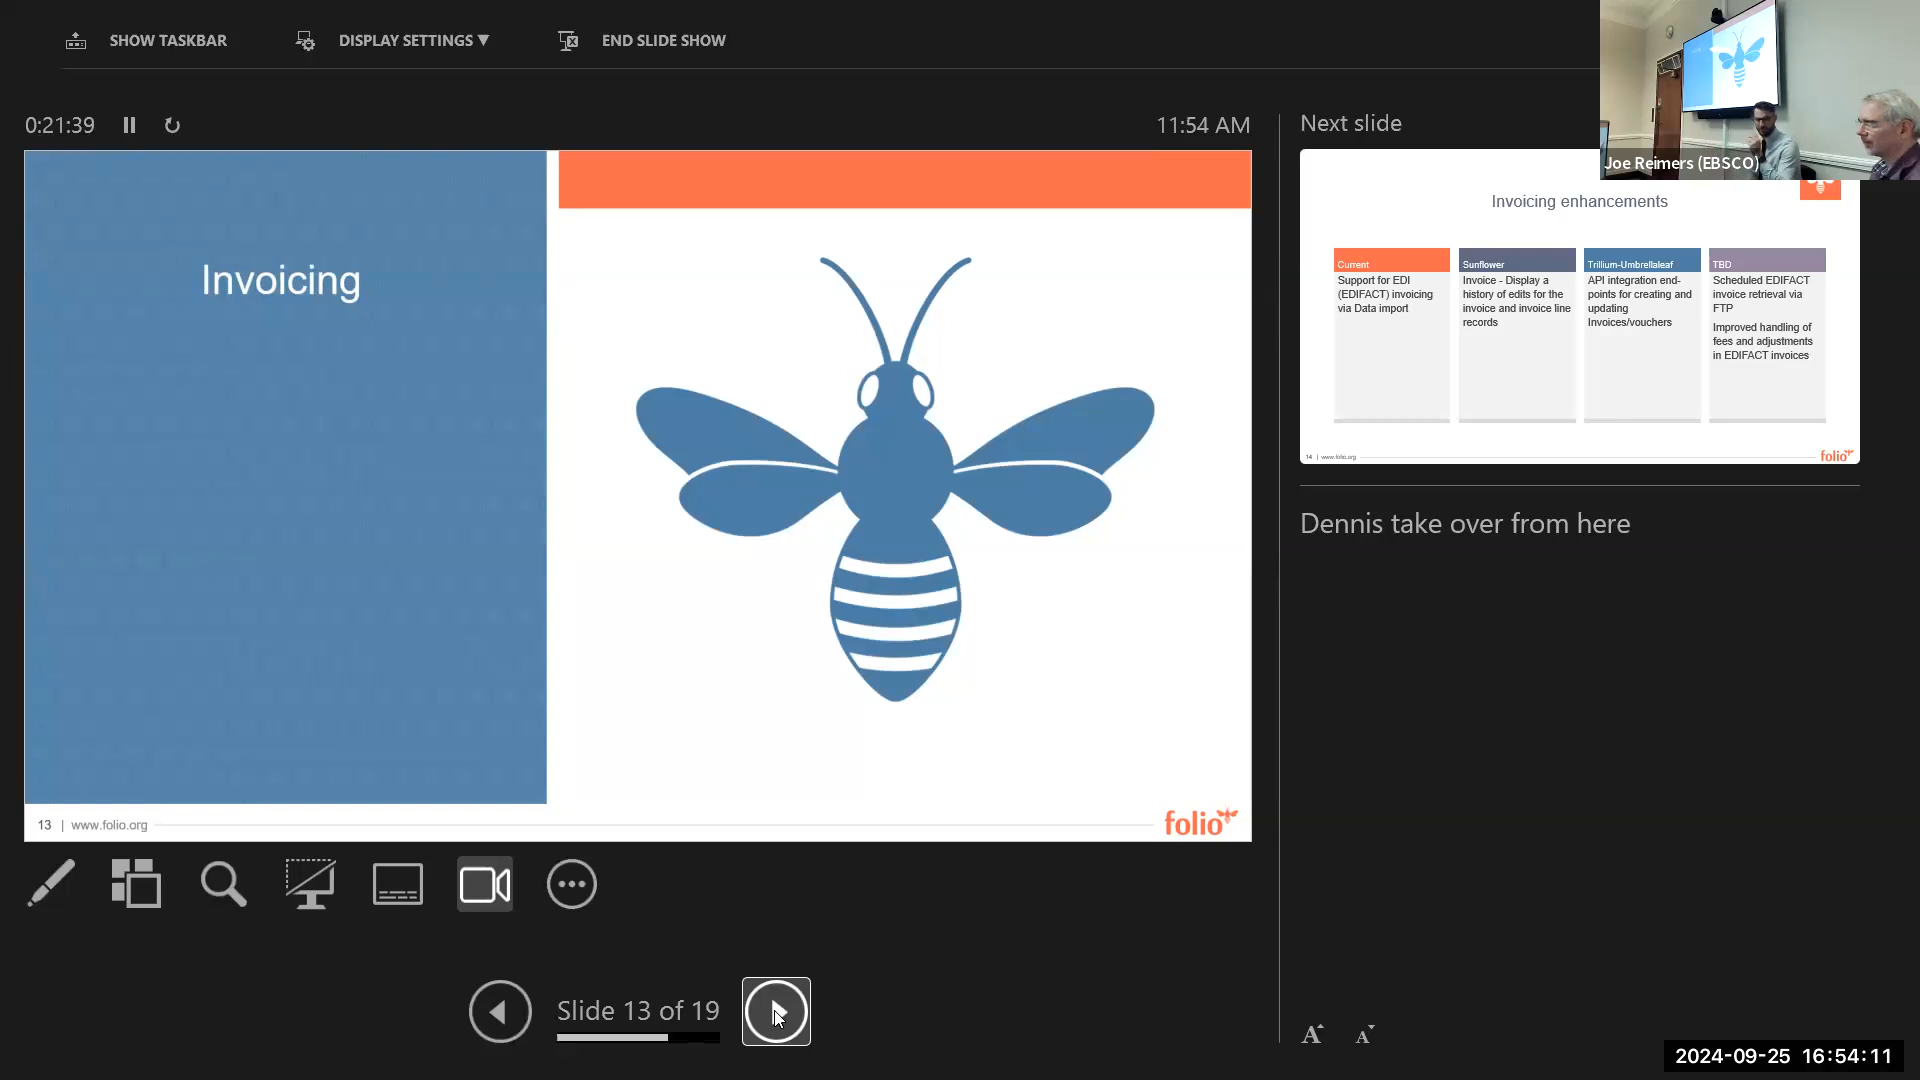 SHOW TASKBAR
DISPLAY SETTINGS ▼
END SLIDE SHOW
Joe Reimers (EBSCO)
0:21:39
11:54 AM
Next slide
Invoicing
13 | www.folio.org
folio
Invoicing enhancements
Current
Support for EDI
(EDIFACT) invoicing
via Data import
Sunflower
Invoice - Display a
history of edits for the
invoice and invoice line
records
Trillium-Umbrellaleaf
API integration end-
points for creating and
updating
Invoices/vouchers
TBD
Scheduled EDIFACT
invoice retrieval via
FTP
Improved handling of
fees and adjustments
in EDIFACT invoices
14 | www.folio.org
folio
Dennis take over from here
Slide 13 of 19
A A
2024-09-25 16:54:11